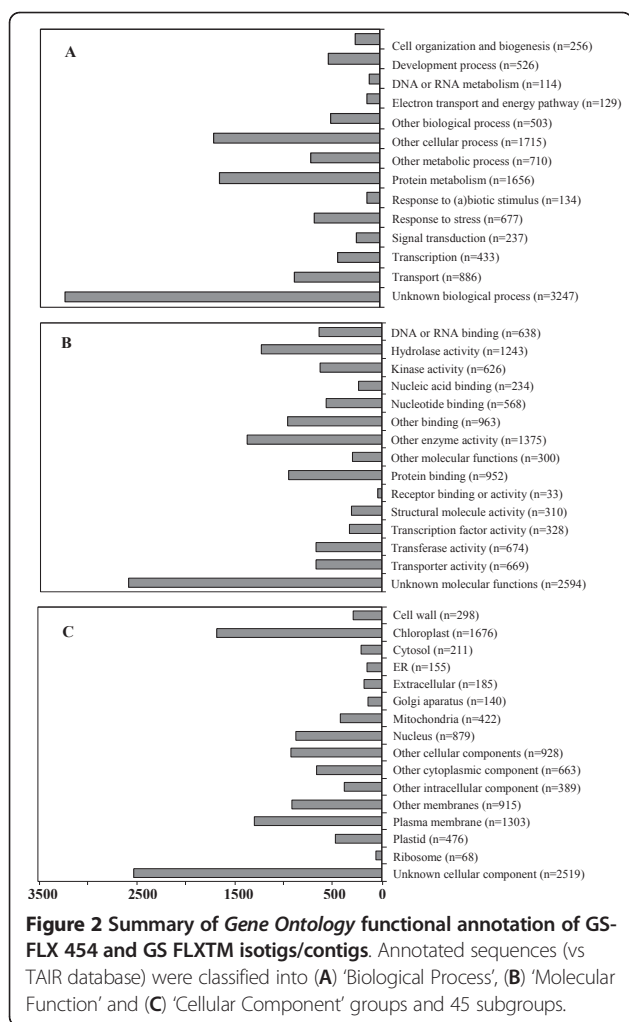 A
Cell organization and biogenesis (n=256)
Development process (n=526)
DNA or RNA metabolism (n=114)
Electron transport and energy pathway (n=129)
Other biological process (n=503)
Other cellular process (n=1715)
Other metabolic process (n=710)
Protein metabolism (n=1656)
Response to (a)biotic stimulus (n=134)
Response to stress (n=677)
Signal transduction (n=237)
Transcription (n=433)
Transport (n=886)
Unknown biological process (n=3247)
B
DNA or RNA binding (n=638)
Hydrolase activity (n=1243)
Kinase activity (n=626)
Nucleic acid binding (n=234)
Nucleotide binding (n=568)
Other binding (n=963)
Other enzyme activity (n=1375)
Other molecular functions (n=300)
Protein binding (n=952)
Receptor binding or activity (n=33)
Structural molecule activity (n=310)
Transcription factor activity (n=328)
Transferase activity (n=674)
Transporter activity (n=669)
Unknown molecular functions (n=2594)
C
Cell wall (n=298)
Chloroplast (n=1676)
Cytosol (n=211)
ER (n=155)
Extracellular (n=185)
Golgi aparatus (n=140)
Mitochondria (n=422)
Nucleus (n=879)
Other cellular components (n=928)
Other cytoplasmic component (n=663)
Other intracellular component (n=389)
Other membranes (n=915)
Plasma membrane (n=1303)
Plastid (n=476)
Ribosome (n=68)
Unknown cellular component (n=2519)
3500 2500 1500 500 0
Figure 2 Summary of Gene Ontology functional annotation of GS-
FLX 454 and GS FLXTM isotigs/contigs. Annotated sequences (vs
TAIR database) were classified into (A) ‘Biological Process’, (B) ‘Molecular
Function’ and (C) ‘Cellular Component’ groups and 45 subgroups.